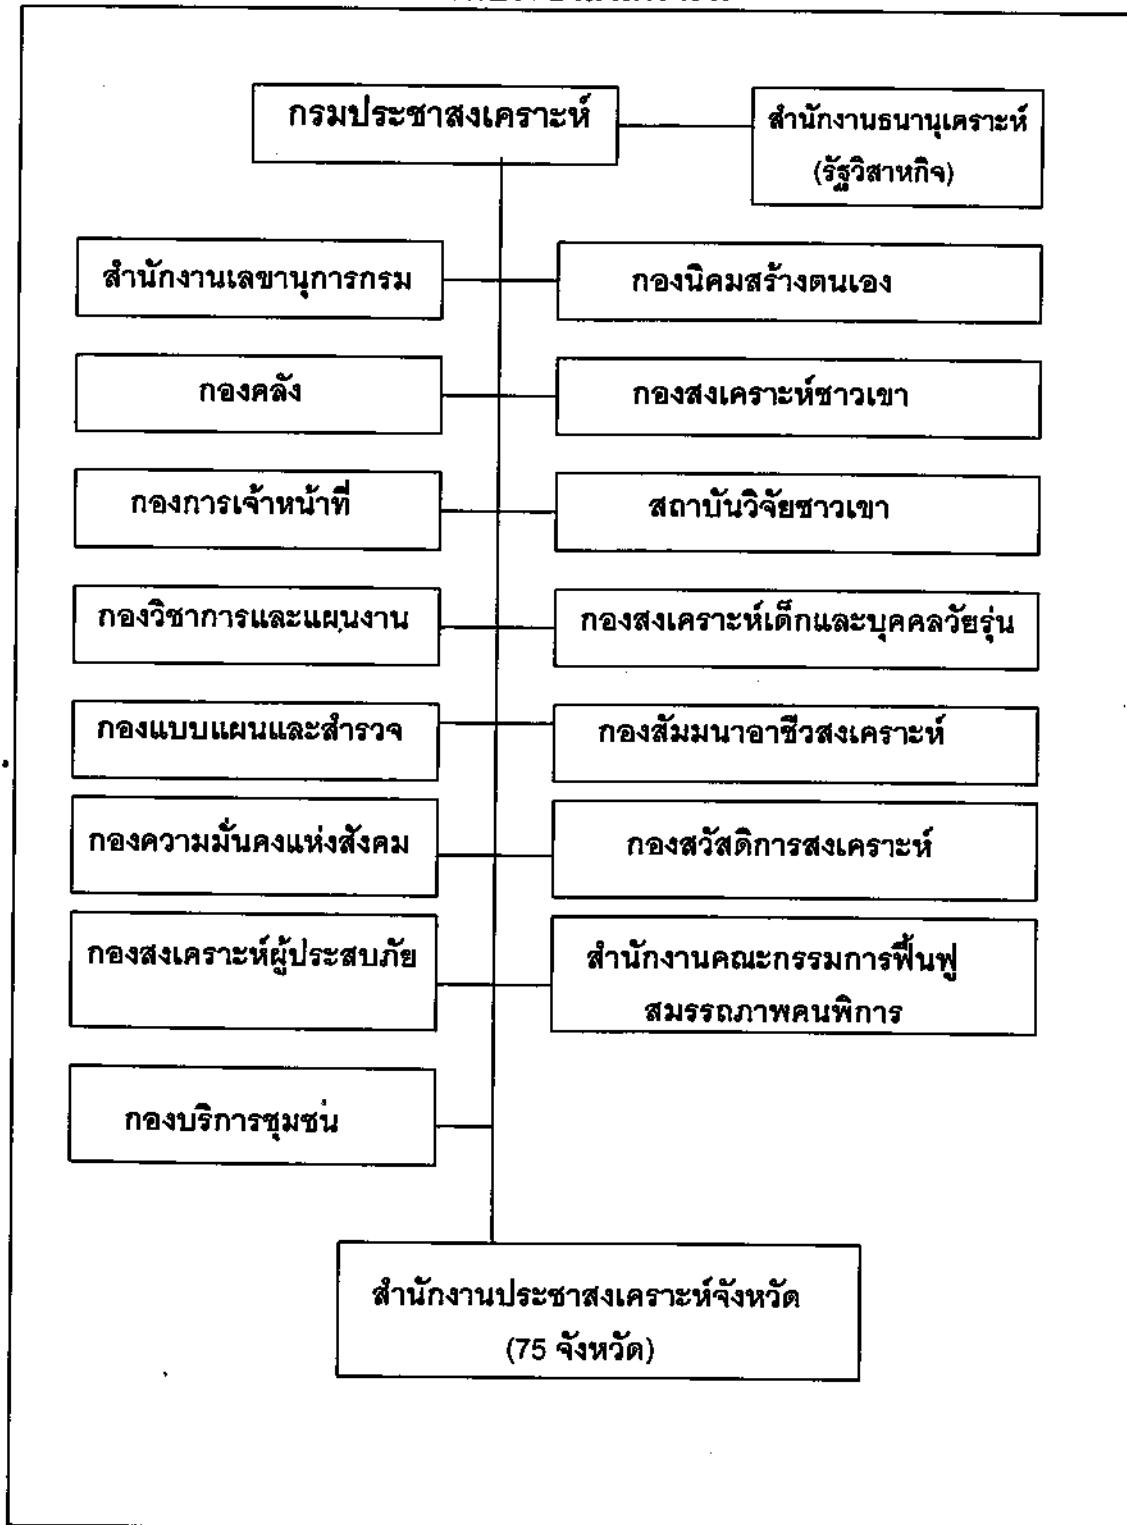 กรมประชาสงเคราะห์
สำนักงานธนานุเคราะห์
(รัฐวิสาหกิจ)
สำนักงานเลขานุการกรม
กองนิคมสร้างตนเอง
กองคลัง
กองสงเคราะห์ชาวเขา
กองการเจ้าหน้าที่
สถาบันวิจัยชาวเขา
กองวิชาการและแผนงาน
กองสงเคราะห์เด็กและบุคคลวัยรุ่น
กองแบบแผนและสำรวจ
กองสัมมนาอาชีวสงเคราะห์
กองความมั่นคงแห่งสังคม
กองสวัสดิการสงเคราะห์
กองสงเคราะห์ผู้ประสบภัย
สำนักงานคณะกรรมการฟื้นฟู
สมรรถภาพคนพิการ
กองบริการชุมชน
สำนักงานประชาสงเคราะห์จังหวัด
(75 จังหวัด)